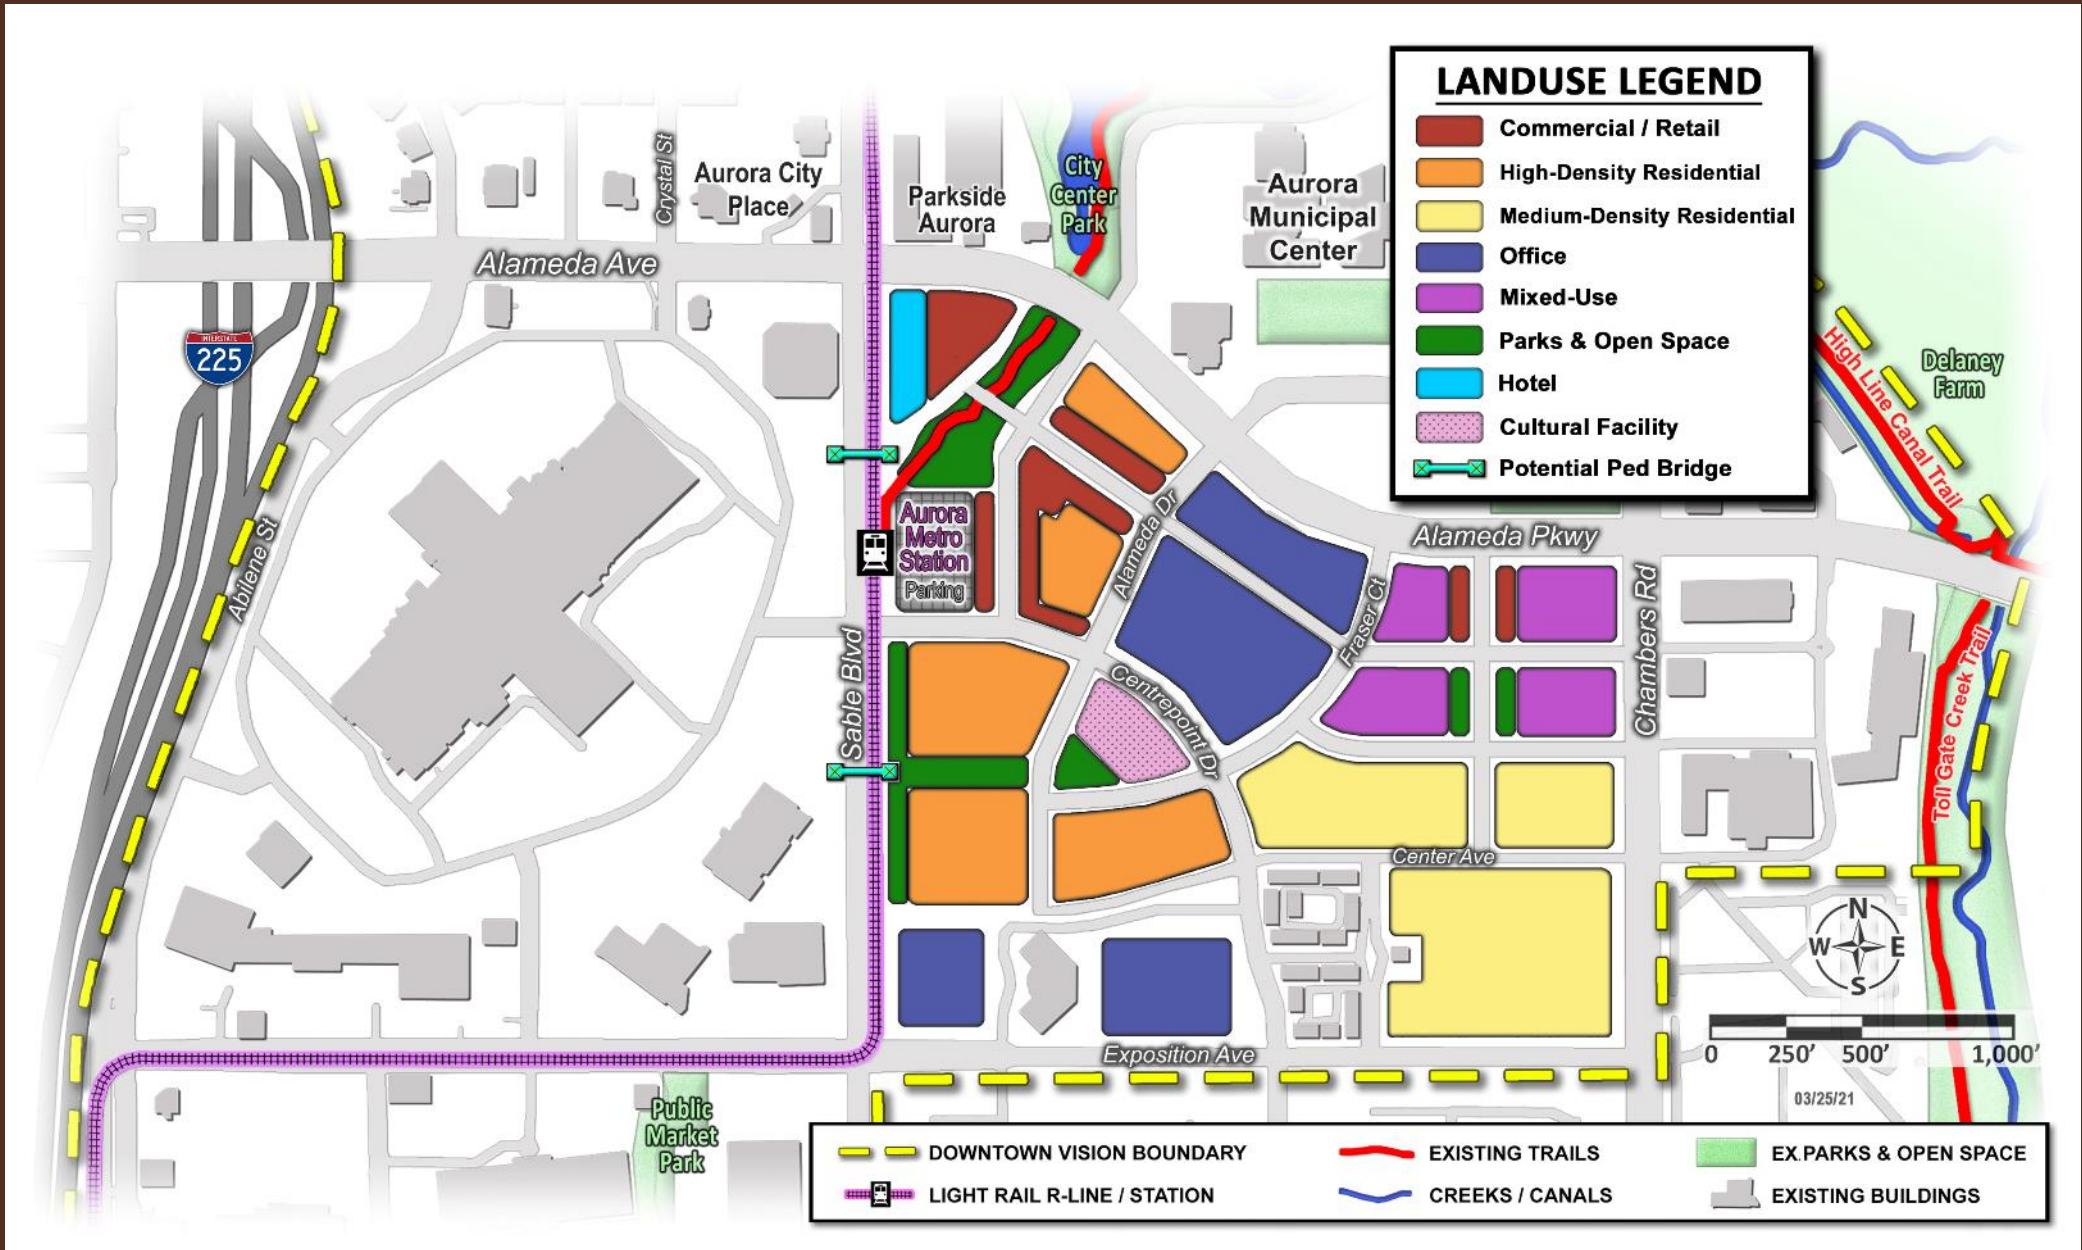 LANDUSE LEGEND
Commercial / Retail
High-Density Residential
Medium-Density Residential
Office
Mixed-Use
Parks & Open Space
Hotel
Cultural Facility
Potential Ped Bridge
Crystal St
Aurora City
Place
Parkside
Aurora
City
Center
Park
Aurora
Municipal
Center
Alameda Ave
INTERSTATE
225
High Line Canal Trail
Delaney
Farm
Abilene St
Aurora
Metro
Station
Parking
Alameda Dr
Alameda Pkwy
Fraser Ct
Chambers Rd
Sable Blvd
Centrepoint Dr
Toll Gate Creek Trail
Center Ave
N
W
E
S
0
250'
500'
1,000'
Exposition Ave
03/25/21
Public
Market
Park
DOWNTOWN VISION BOUNDARY
EXISTING TRAILS
EX.PARKS & OPEN SPACE
LIGHT RAIL R-LINE / STATION
CREEKS / CANALS
EXISTING BUILDINGS